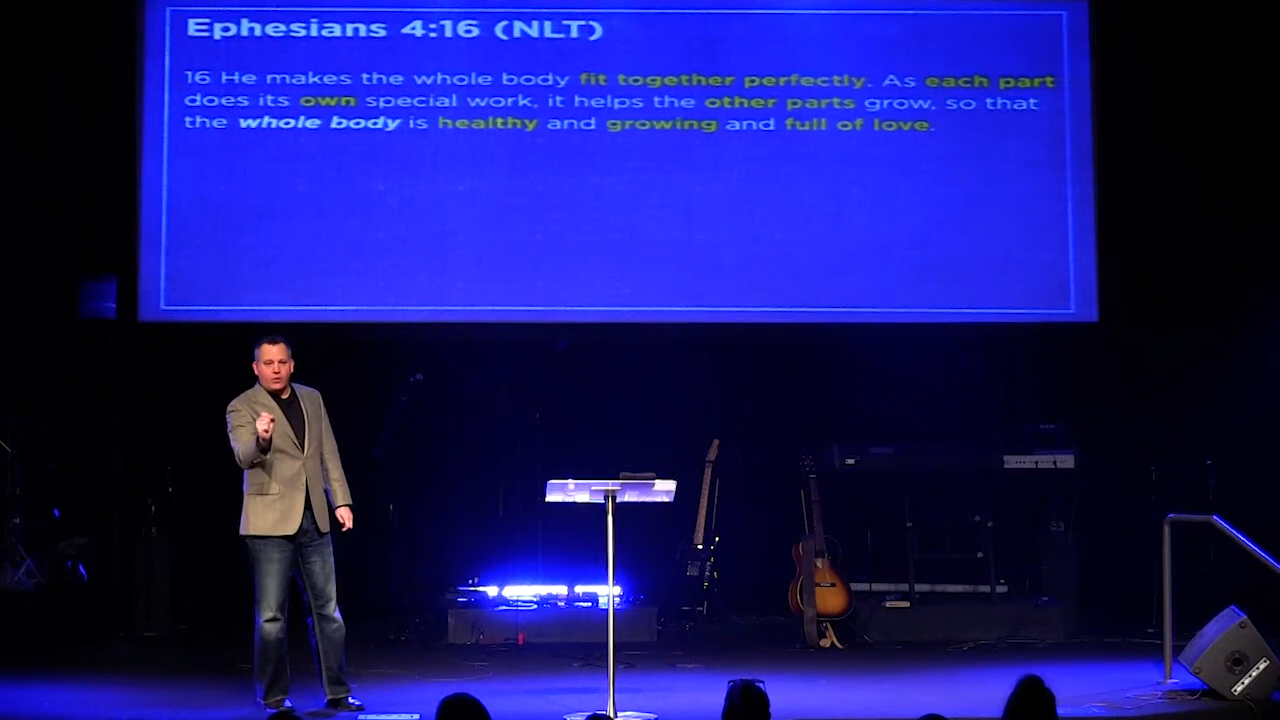 Ephesians 4:16 (NLT)
16 He makes the whole body fit together perfectly. As each part
does its own special work, it helps the other parts grow, so that
the whole body is healthy and growing and full of love.